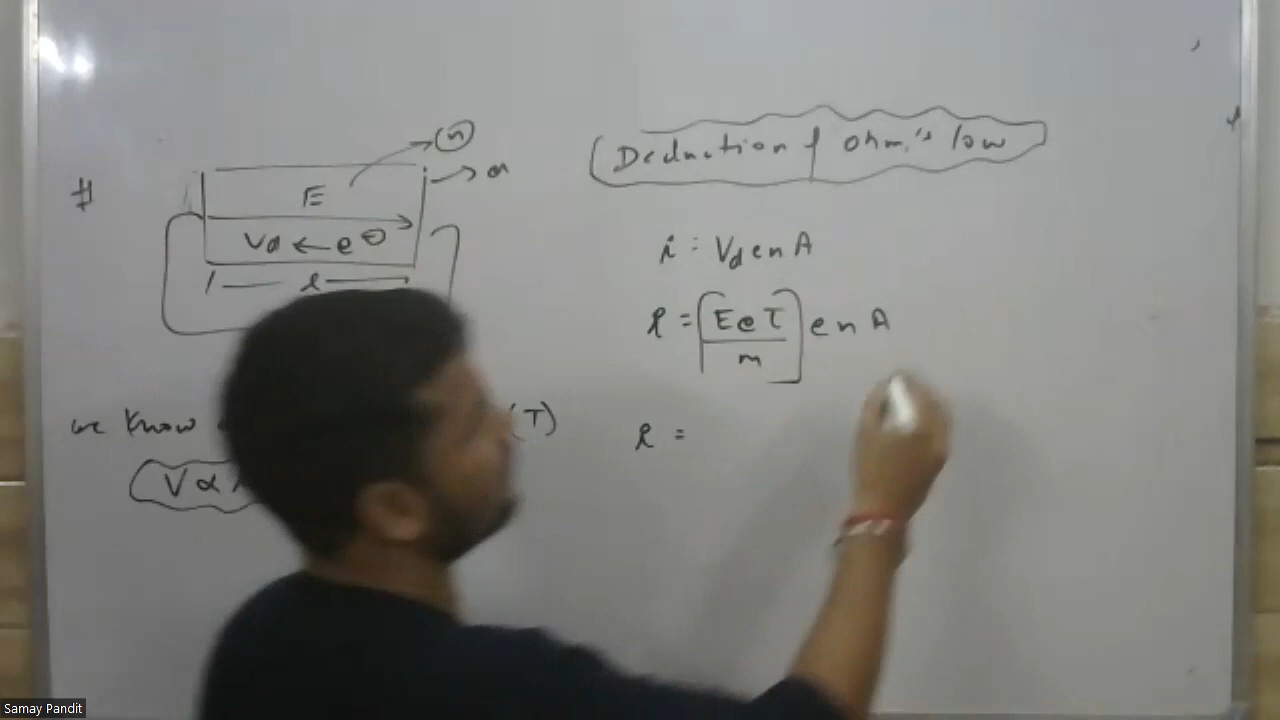 Deduction of Ohm's law
(n)
#
E
Vd ← e ⊖
l
i = Vd e n A
i = [E e τ / m] e n A
we know (T)
V ∝
i =
Samay Pandit